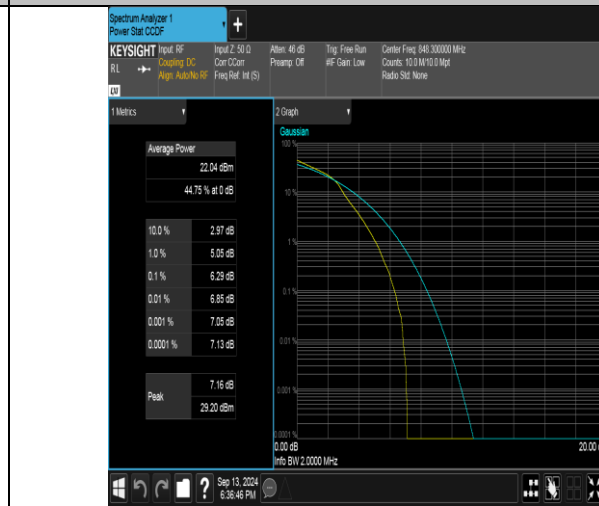 Spectrum Analyzer 1
Power Stat CCDF
+
KEYSIGHT Input: RF Input Z: 50 Ω Atten: 46 dB Trig: Free Run Center Freq: 848.300000 MHz
RL Coupling: DC Corr CCorr Preamp: Off #IF Gain: Low Counts: 10.0 M/10.0 Mpt
Align: Auto/No RF Freq Ref: Int (S) Radio Std: None
LXI
1 Metrics
Average Power
22.04 dBm
44.75 % at 0 dB
10.0 % 2.97 dB
1.0 % 5.05 dB
0.1 % 6.29 dB
0.01 % 6.85 dB
0.001 % 7.05 dB
0.0001 % 7.13 dB
Peak
7.16 dB
29.20 dBm
2 Graph
Gaussian
100 %
10 %
1 %
0.1 %
0.01 %
0.001 %
0.0001 %
0.00 dB 20.00
Info BW 2.0000 MHz
?
Sep 13, 2024
6:36:46 PM